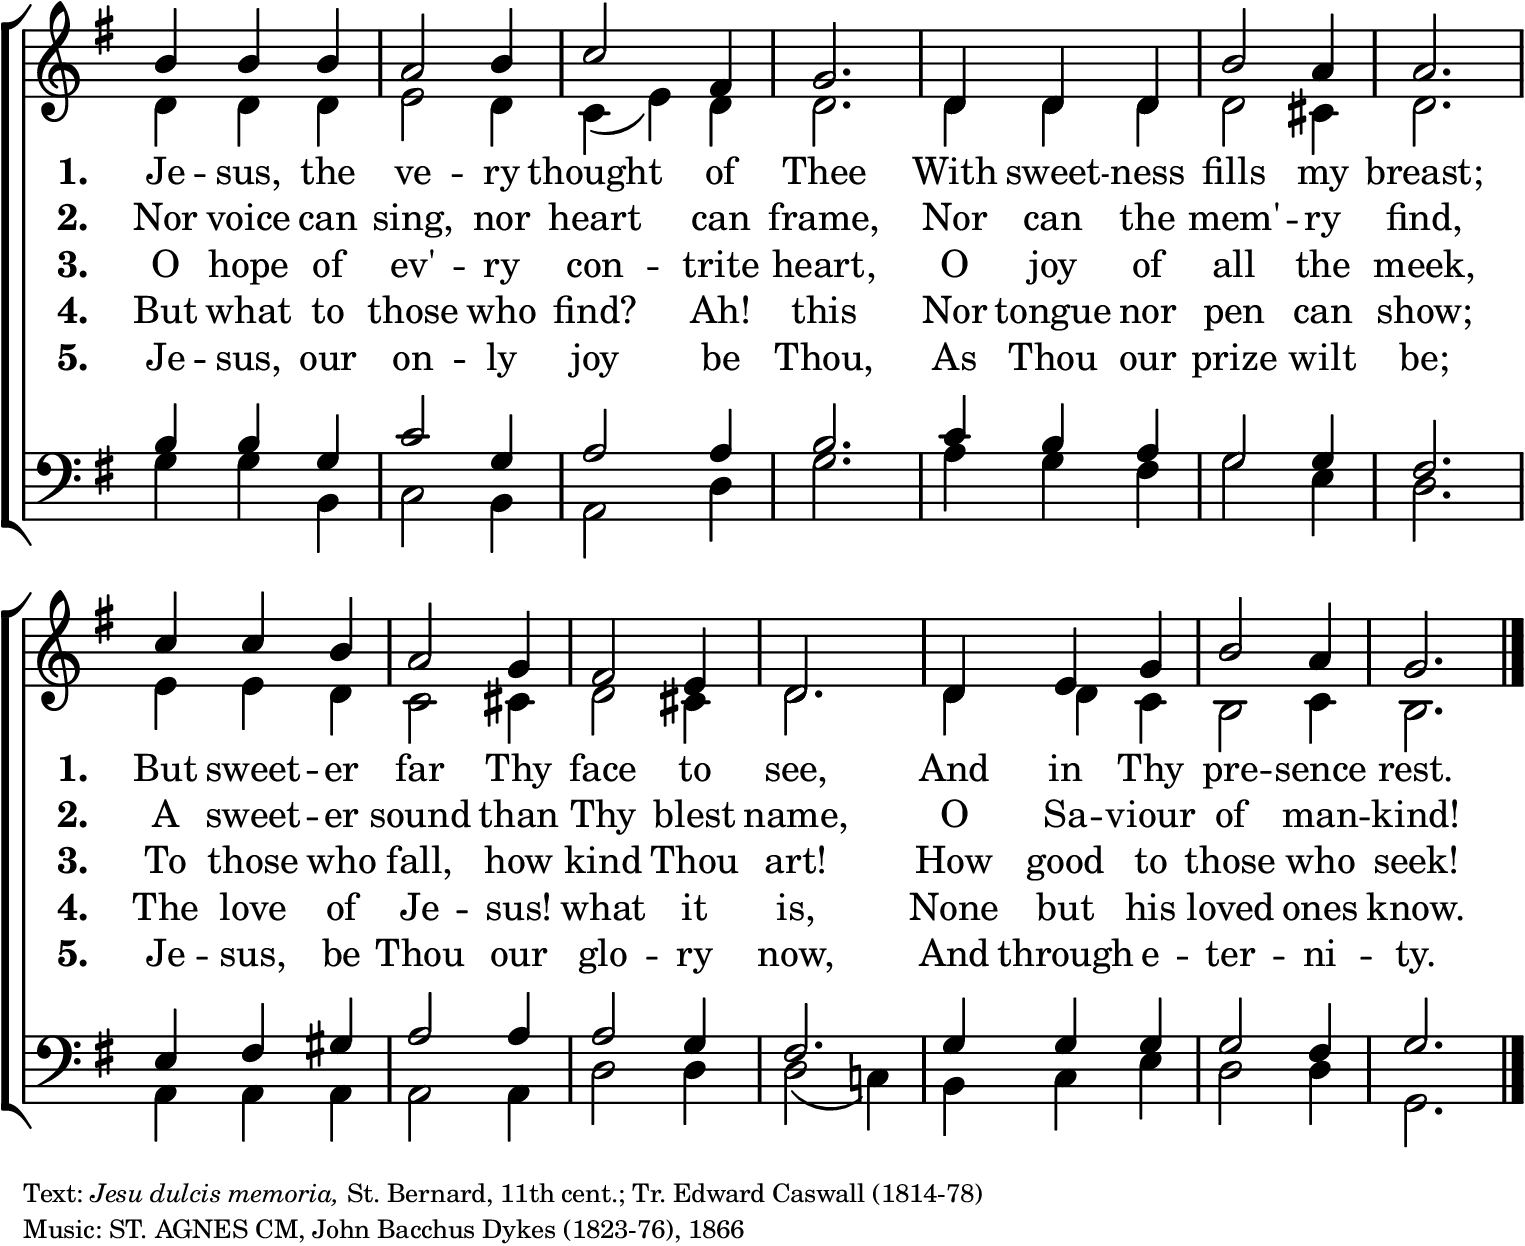 1. Je -- sus, the ve -- ry thought of Thee With sweet -- ness fills my breast;
2. Nor voice can sing, nor heart can frame, Nor can the mem' -- ry find,
3. O hope of ev' -- ry con -- trite heart, O joy of all the meek,
4. But what to those who find? Ah! this Nor tongue nor pen can show;
5. Je -- sus, our on -- ly joy be Thou, As Thou our prize wilt be;
1. But sweet -- er far Thy face to see, And in Thy pre -- sence rest.
2. A sweet -- er sound than Thy blest name, O Sa -- viour of man -- kind!
3. To those who fall, how kind Thou art! How good to those who seek!
4. The love of Je -- sus! what it is, None but his loved ones know.
5. Je -- sus, be Thou our glo -- ry now, And through e -- ter -- ni -- ty.
Text: Jesu dulcis memoria, St. Bernard, 11th cent.; Tr. Edward Caswall (1814-78)
Music: ST. AGNES CM, John Bacchus Dykes (1823-76), 1866